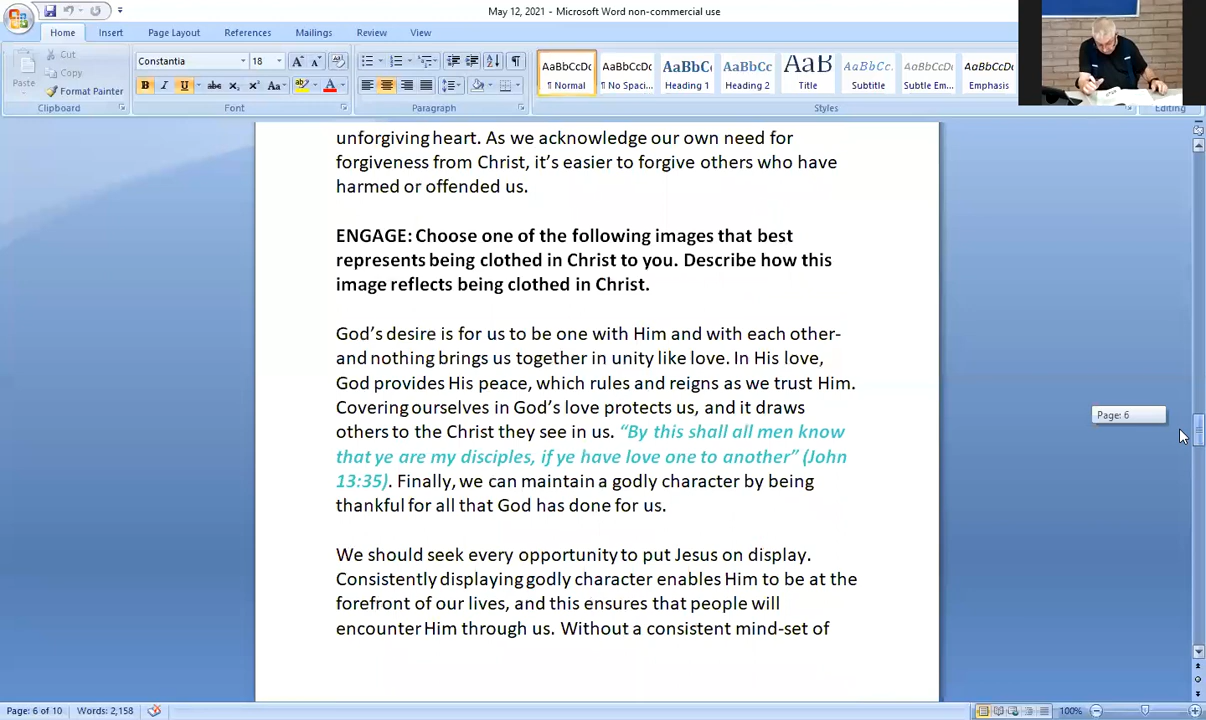 May 12, 2021 - Microsoft Word non-commercial use
Home Insert Page Layout References Mailings Review View
Cut
Copy
Format Painter
Paste
Clipboard
Constantia 18
B I U abc x₂ x² Aa
Font
Paragraph
AaBbCcDc AaBbCcDc AaBbC AaBbCc AaB AaBbCc AaBbCcDc AaBbCcDc
¶ Normal ¶ No Spaci... Heading 1 Heading 2 Title Subtitle Subtle Em... Emphasis
Styles
Editing
unforgiving heart. As we acknowledge our own need for
forgiveness from Christ, it’s easier to forgive others who have
harmed or offended us.
ENGAGE: Choose one of the following images that best
represents being clothed in Christ to you. Describe how this
image reflects being clothed in Christ.
God’s desire is for us to be one with Him and with each other-
and nothing brings us together in unity like love. In His love,
God provides His peace, which rules and reigns as we trust Him.
Covering ourselves in God’s love protects us, and it draws
others to the Christ they see in us. “By this shall all men know
that ye are my disciples, if ye have love one to another” (John
13:35). Finally, we can maintain a godly character by being
thankful for all that God has done for us.
We should seek every opportunity to put Jesus on display.
Consistently displaying godly character enables Him to be at the
forefront of our lives, and this ensures that people will
encounter Him through us. Without a consistent mind-set of
Page: 6
Page: 6 of 10 Words: 2,158 100%